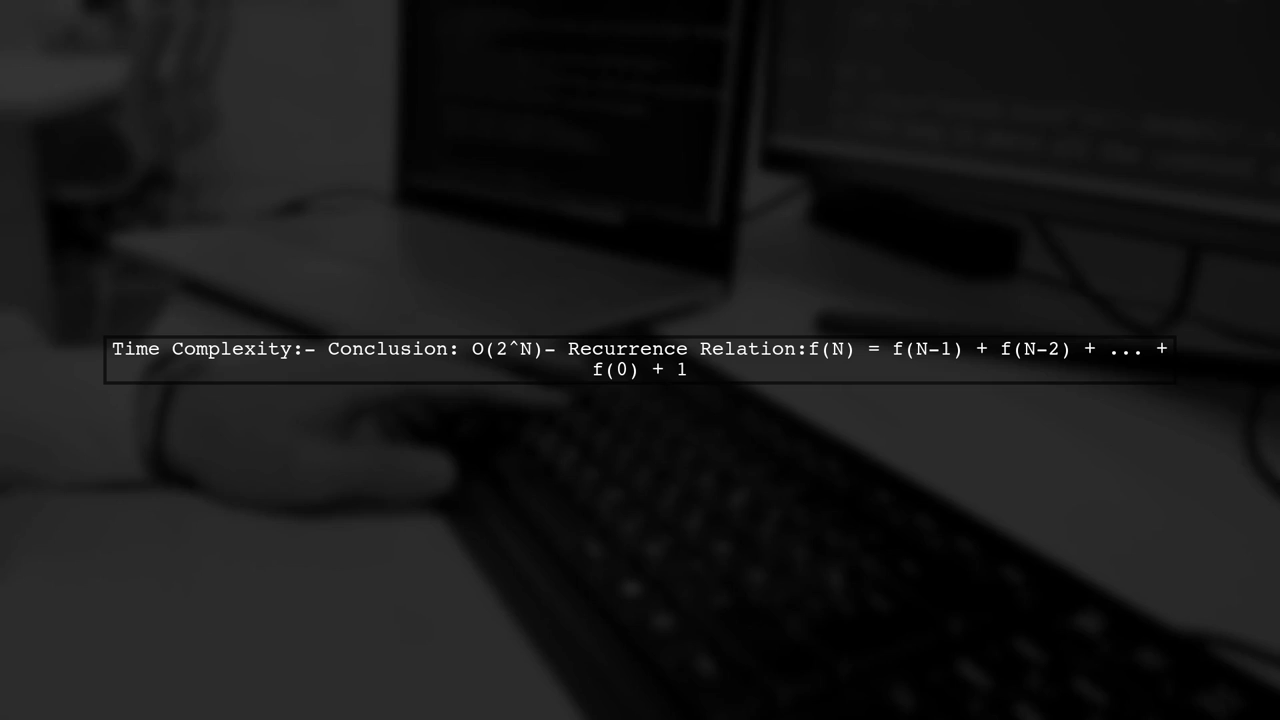 Time Complexity:- Conclusion: O(2^N)- Recurrence Relation:f(N) = f(N-1) + f(N-2) + ... +
f(0) + 1